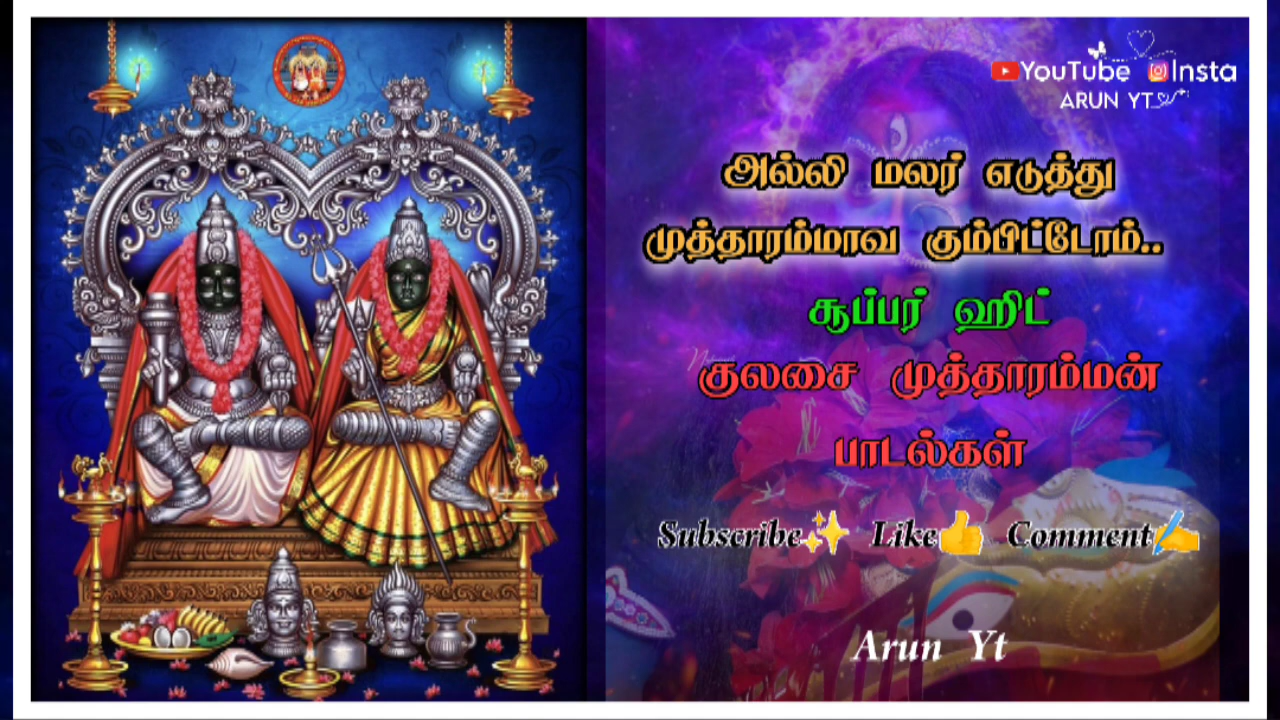 YouTube Insta
ARUN YT
அல்லி மலர் எடுத்து
முத்தாரம்மாவ கும்பிட்டோம்..
சூப்பர் ஹிட்
குலசை முத்தாரம்மன்
பாடல்கள்
Subscribe✨ Like👍 Comment✍️
Arun Yt